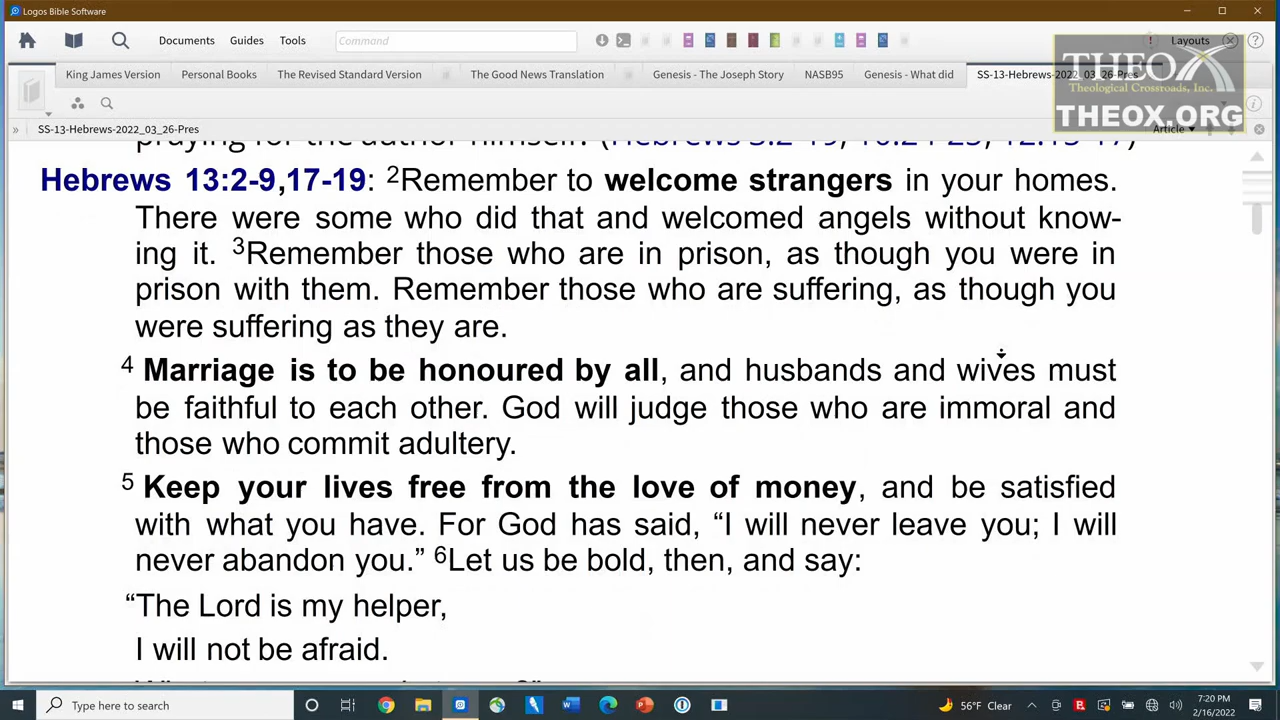 Logos Bible Software
Documents Guides Tools Command Layouts
King James Version Personal Books The Revised Standard Version The Good News Translation Genesis - The Joseph Story NASB95 Genesis - What did SS-13-Hebrews-2022_03_26-Pres
THEOX
Theological Crossroads, Inc.
THEOX.ORG
SS-13-Hebrews-2022_03_26-Pres Article
praying for the author himself. (Hebrews
Hebrews 13:2-9,17-19: 2Remember to welcome strangers in your homes.
There were some who did that and welcomed angels without know-
ing it. 3Remember those who are in prison, as though you were in
prison with them. Remember those who are suffering, as though you
were suffering as they are.
4 Marriage is to be honoured by all, and husbands and wives must
be faithful to each other. God will judge those who are immoral and
those who commit adultery.
5 Keep your lives free from the love of money, and be satisfied
with what you have. For God has said, “I will never leave you; I will
never abandon you.” 6Let us be bold, then, and say:
“The Lord is my helper,
I will not be afraid.
Type here to search
56°F Clear
7:20 PM
2/16/2022